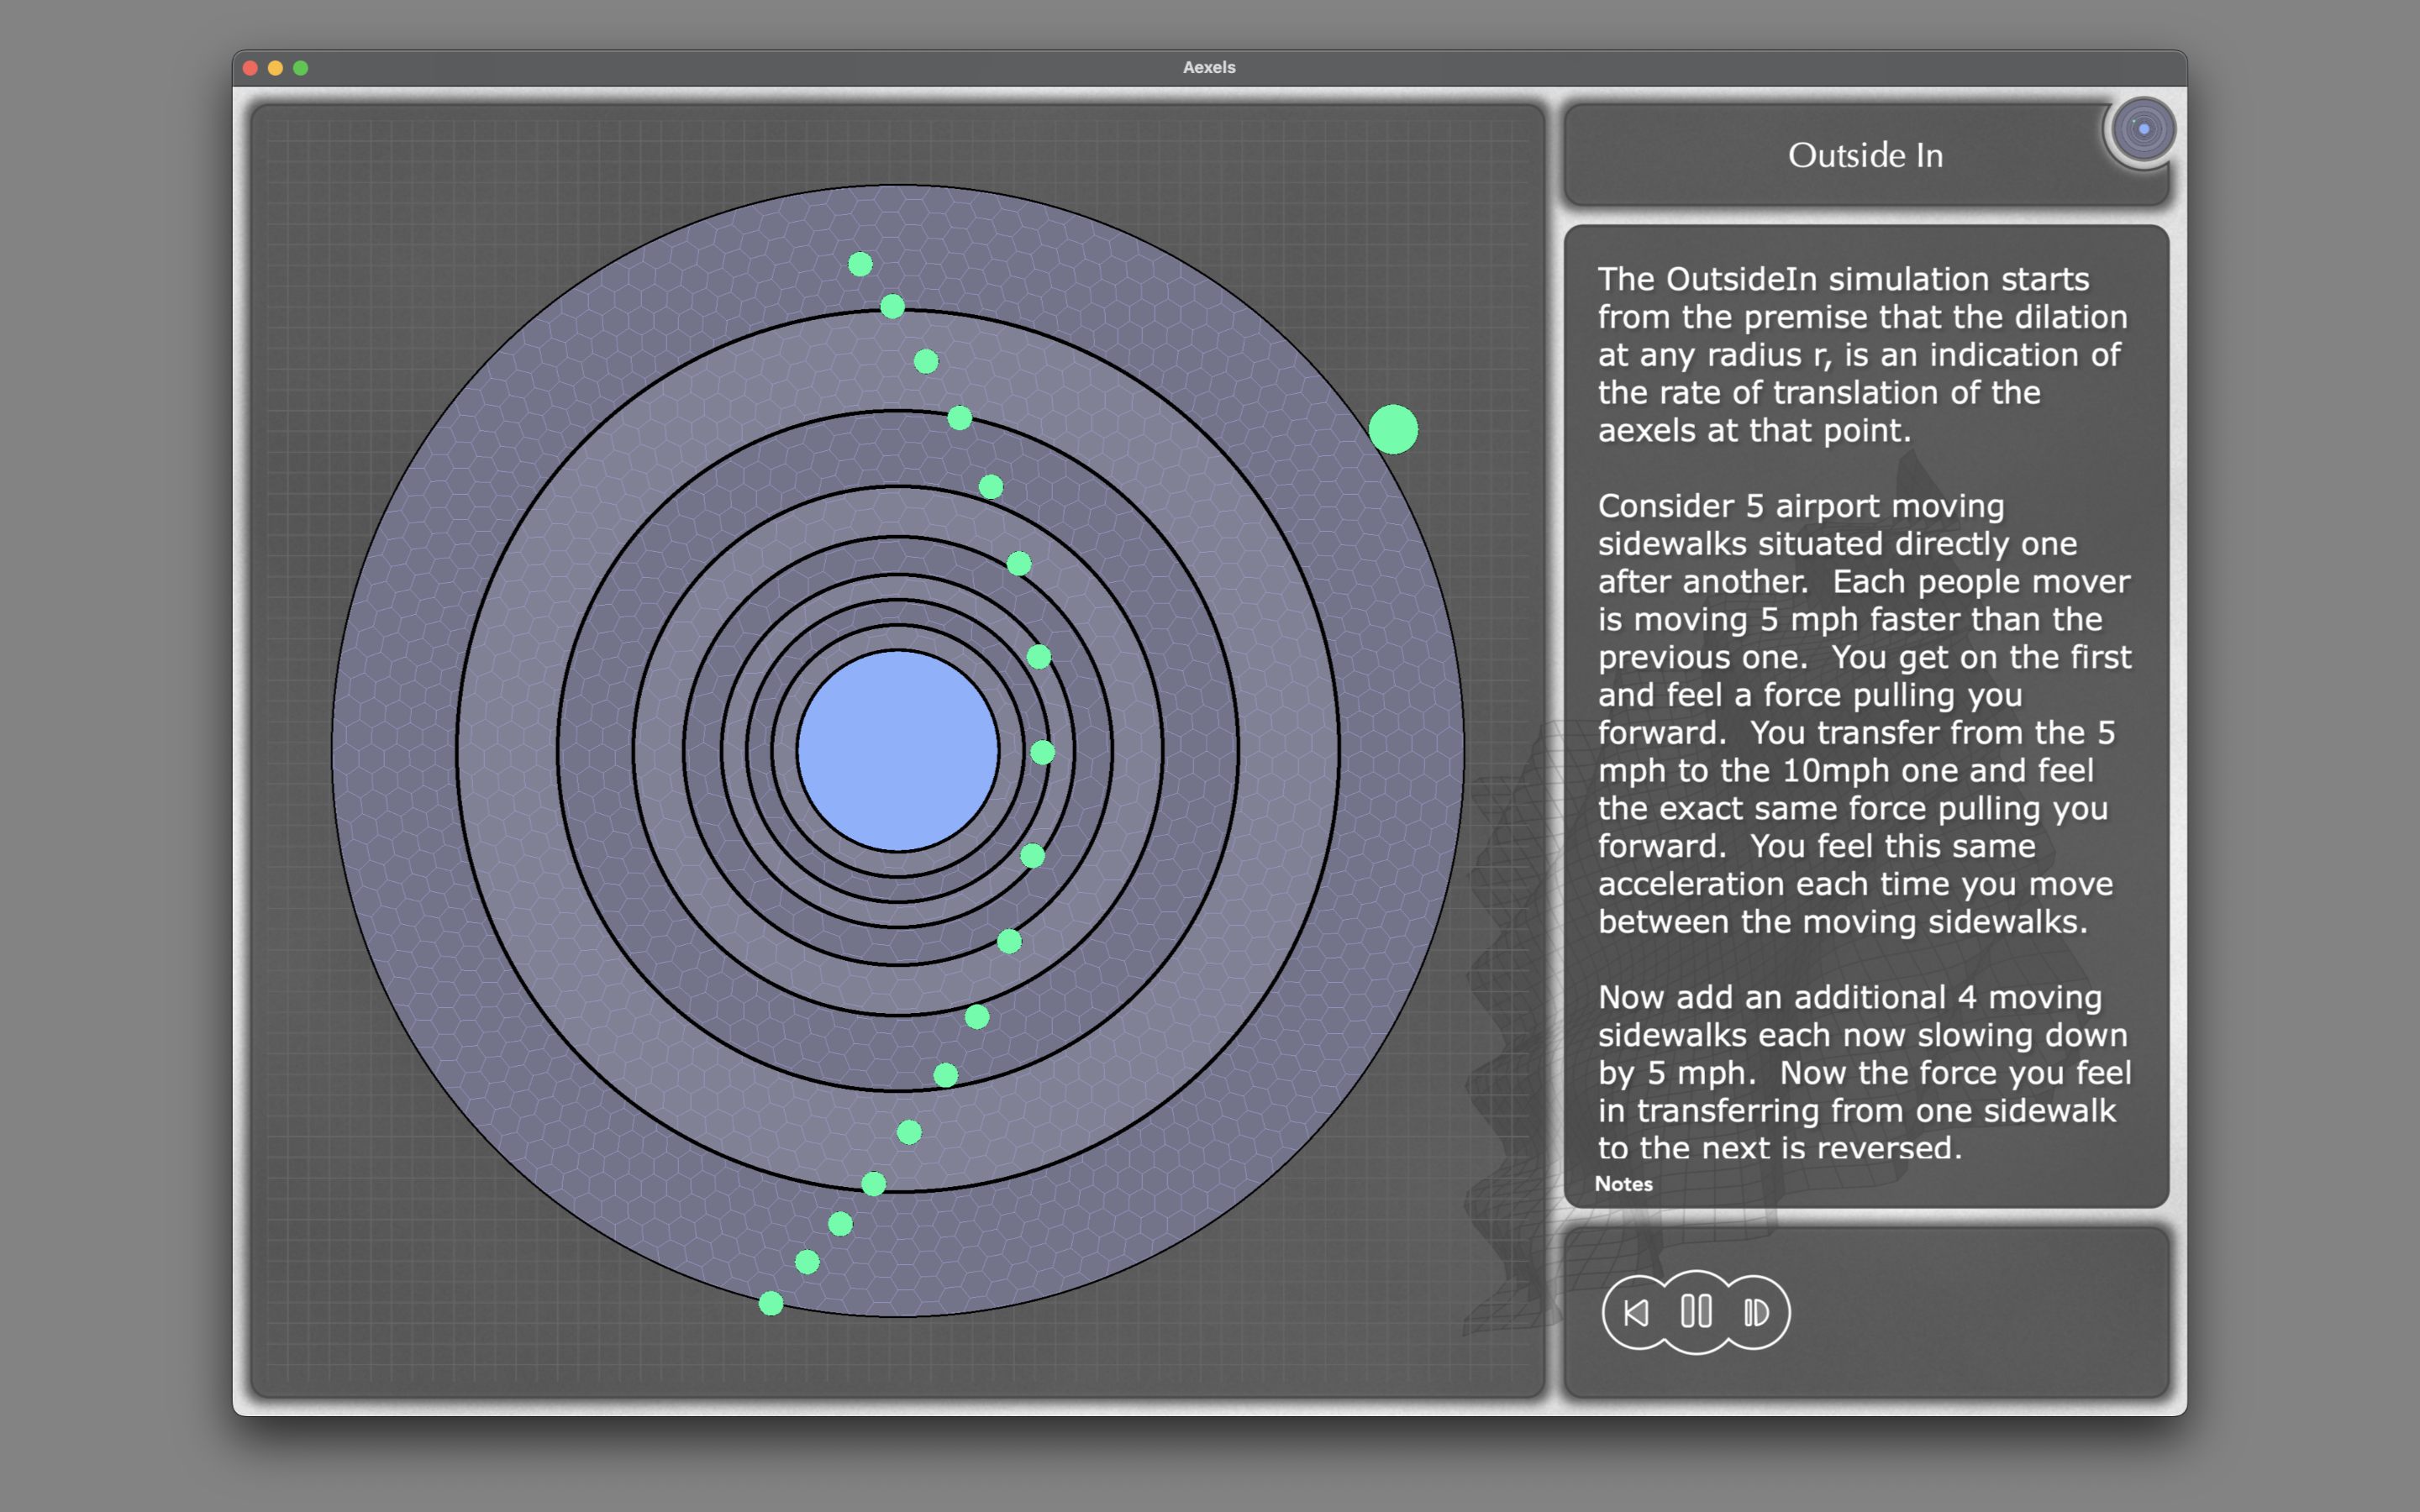 Aexels
Outside In
The OutsideIn simulation starts
from the premise that the dilation
at any radius r, is an indication of
the rate of translation of the
aexels at that point.
Consider 5 airport moving
sidewalks situated directly one
after another.  Each people mover
is moving 5 mph faster than the
previous one.  You get on the first
and feel a force pulling you
forward.  You transfer from the 5
mph to the 10mph one and feel
the exact same force pulling you
forward.  You feel this same
acceleration each time you move
between the moving sidewalks.
Now add an additional 4 moving
sidewalks each now slowing down
by 5 mph.  Now the force you feel
in transferring from one sidewalk
to the next is reversed.
Notes